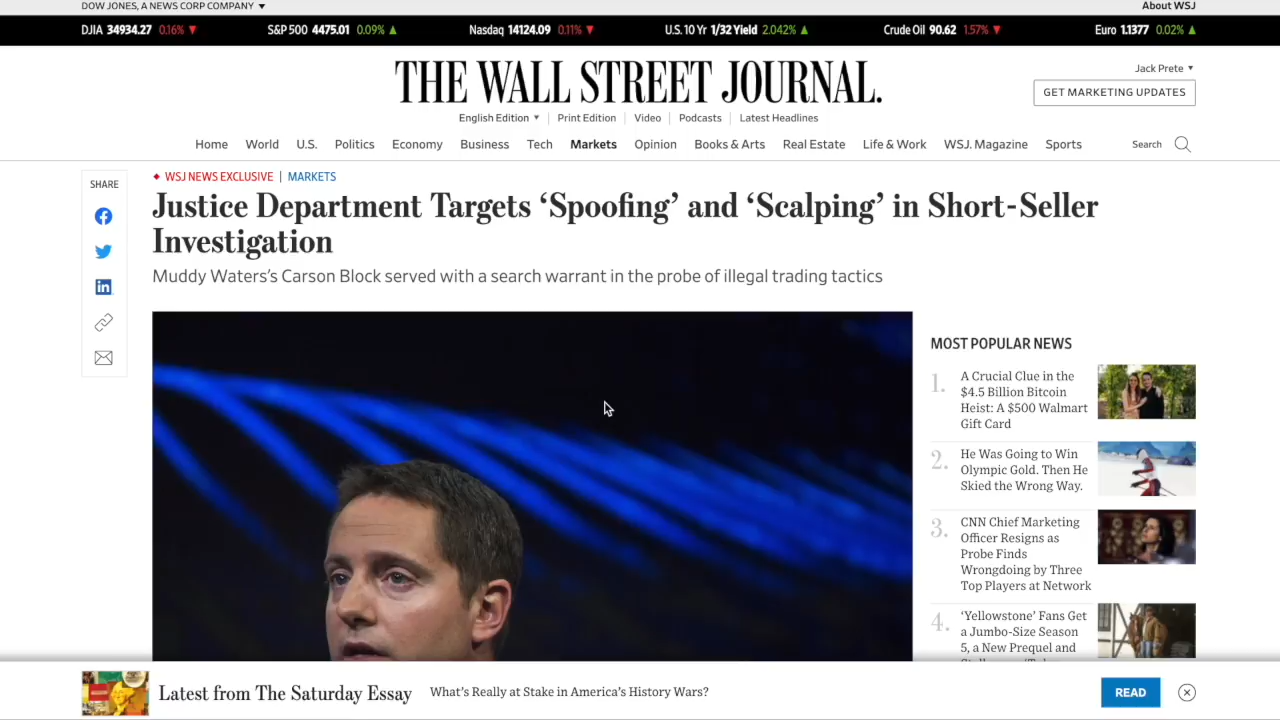 DOW JONES, A NEWS CORP COMPANY ▼
About WSJ
DJIA 34934.27 0.16% ▼
S&P 500 4475.01 0.09% ▲
Nasdaq 14124.09 0.11% ▼
U.S. 10 Yr 1/32 Yield 2.042% ▲
Crude Oil 90.62 1.57% ▼
Euro 1.1377 0.02% ▲
THE WALL STREET JOURNAL.
Jack Prete ▼
GET MARKETING UPDATES
English Edition ▼ | Print Edition | Video | Podcasts | Latest Headlines
Home World U.S. Politics Economy Business Tech Markets Opinion Books & Arts Real Estate Life & Work WSJ. Magazine Sports
Search
SHARE
◆ WSJ NEWS EXCLUSIVE | MARKETS
Justice Department Targets ‘Spoofing’ and ‘Scalping’ in Short-Seller
Investigation
Muddy Waters’s Carson Block served with a search warrant in the probe of illegal trading tactics
MOST POPULAR NEWS
1.
A Crucial Clue in the
$4.5 Billion Bitcoin
Heist: A $500 Walmart
Gift Card
2.
He Was Going to Win
Olympic Gold. Then He
Skied the Wrong Way.
3.
CNN Chief Marketing
Officer Resigns as
Probe Finds
Wrongdoing by Three
Top Players at Network
4.
‘Yellowstone’ Fans Get
a Jumbo-Size Season
5, a New Prequel and
Latest from The Saturday Essay
What’s Really at Stake in America’s History Wars?
READ